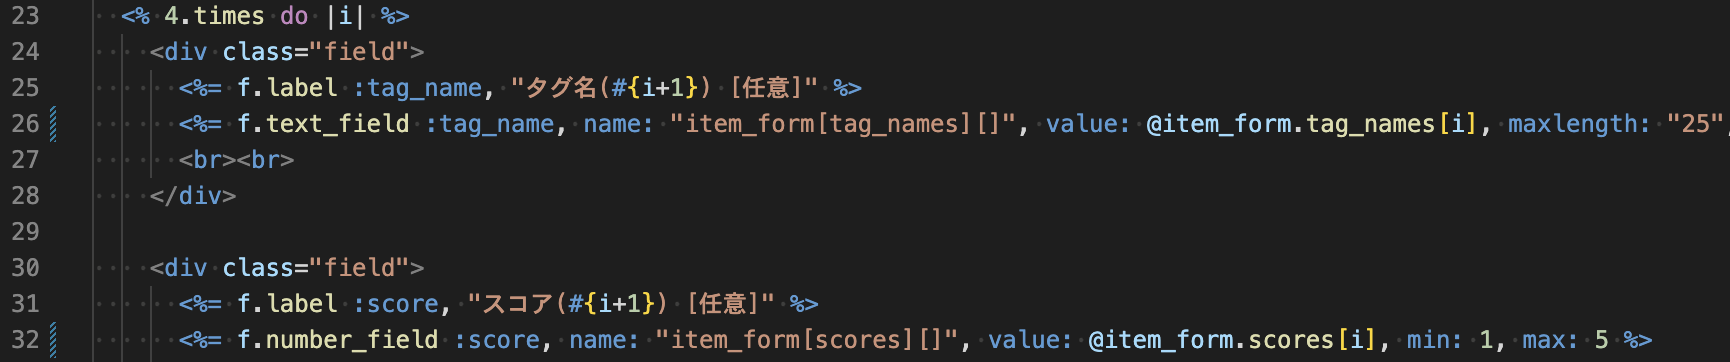 23 <% 4.times do |i| %>
24 <div class="field">
25 <%= f.label :tag_name, "タグ名(#{i+1}) [任意]" %>
26 <%= f.text_field :tag_name, name: "item_form[tag_names][]", value: @item_form.tag_names[i], maxlength: "25",
27 <br><br>
28 </div>
29
30 <div class="field">
31 <%= f.label :score, "スコア(#{i+1}) [任意]" %>
32 <%= f.number_field :score, name: "item_form[scores][]", value: @item_form.scores[i], min: 1, max: 5 %>